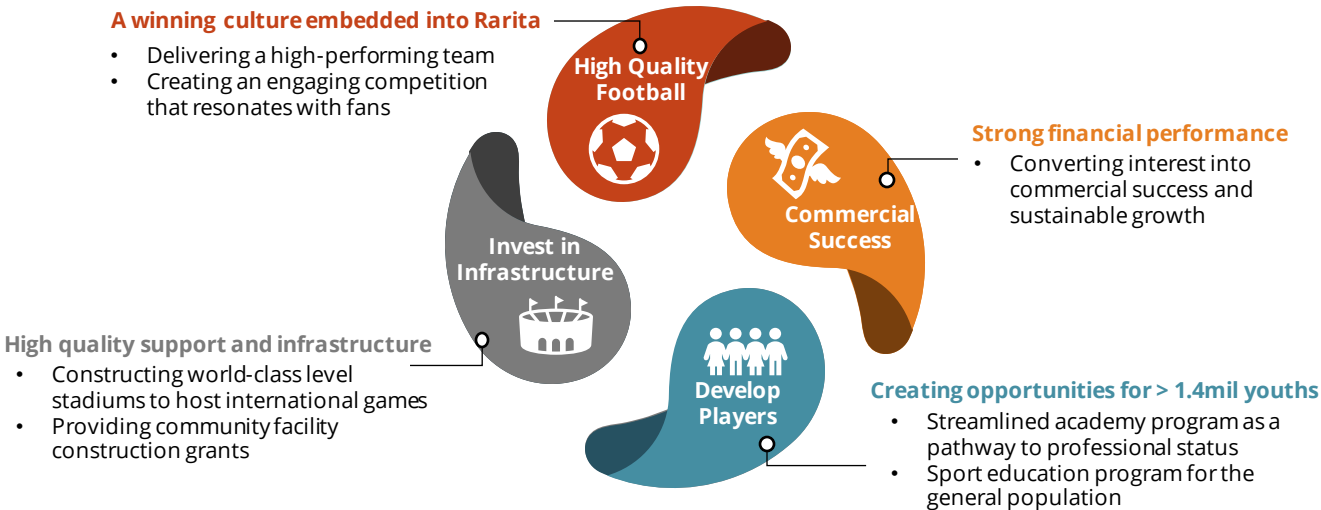 A winning culture embedded into Rarita
• Delivering a high-performing team
• Creating an engaging competition
that resonates with fans
High Quality
Football
Strong financial performance
• Converting interest into
commercial success and
sustainable growth
Commercial
Success
Invest in
Infrastructure
High quality support and infrastructure
• Constructing world-class level
stadiums to host international games
• Providing community facility
construction grants
Develop
Players
Creating opportunities for > 1.4mil youths
• Streamlined academy program as a
pathway to professional status
• Sport education program for the
general population